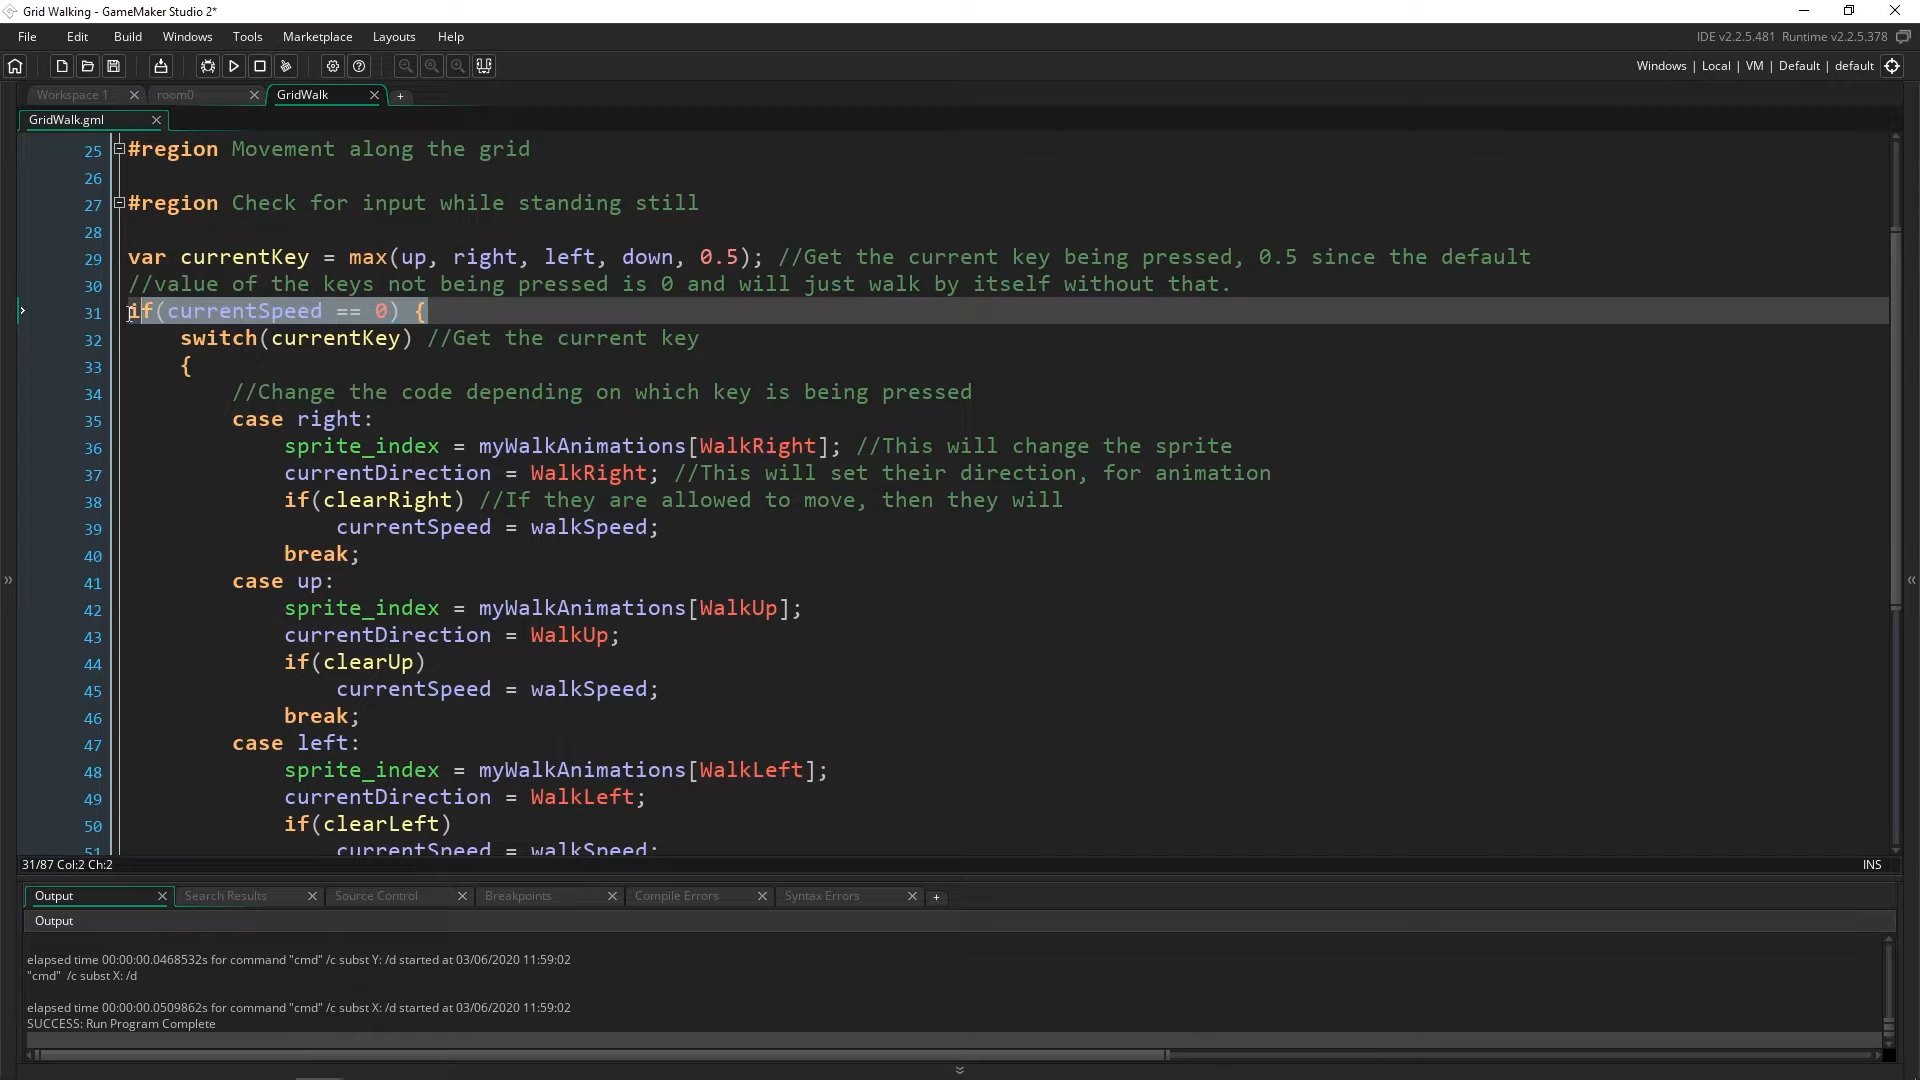 Grid Walking - GameMaker Studio 2*
File Edit Build Windows Tools Marketplace Layouts Help
IDE v2.2.5.481 Runtime v2.2.5.378
Windows | Local | VM | Default | default
Workspace 1 room0 GridWalk
GridWalk.gml
25 #region Movement along the grid
26
27 #region Check for input while standing still
28
29 var currentKey = max(up, right, left, down, 0.5); //Get the current key being pressed, 0.5 since the default
30 //value of the keys not being pressed is 0 and will just walk by itself without that.
31 if(currentSpeed == 0) {
32 switch(currentKey) //Get the current key
33 {
34 //Change the code depending on which key is being pressed
35 case right:
36 sprite_index = myWalkAnimations[WalkRight]; //This will change the sprite
37 currentDirection = WalkRight; //This will set their direction, for animation
38 if(clearRight) //If they are allowed to move, then they will
39 currentSpeed = walkSpeed;
40 break;
41 case up:
42 sprite_index = myWalkAnimations[WalkUp];
43 currentDirection = WalkUp;
44 if(clearUp)
45 currentSpeed = walkSpeed;
46 break;
47 case left:
48 sprite_index = myWalkAnimations[WalkLeft];
49 currentDirection = WalkLeft;
50 if(clearLeft)
51 currentSpeed = walkSpeed;
31/87 Col:2 Ch:2 INS
Output Search Results Source Control Breakpoints Compile Errors Syntax Errors
Output
elapsed time 00:00:00.0468532s for command "cmd" /c subst Y: /d started at 03/06/2020 11:59:02
"cmd" /c subst X: /d
elapsed time 00:00:00.0509862s for command "cmd" /c subst X: /d started at 03/06/2020 11:59:02
SUCCESS: Run Program Complete